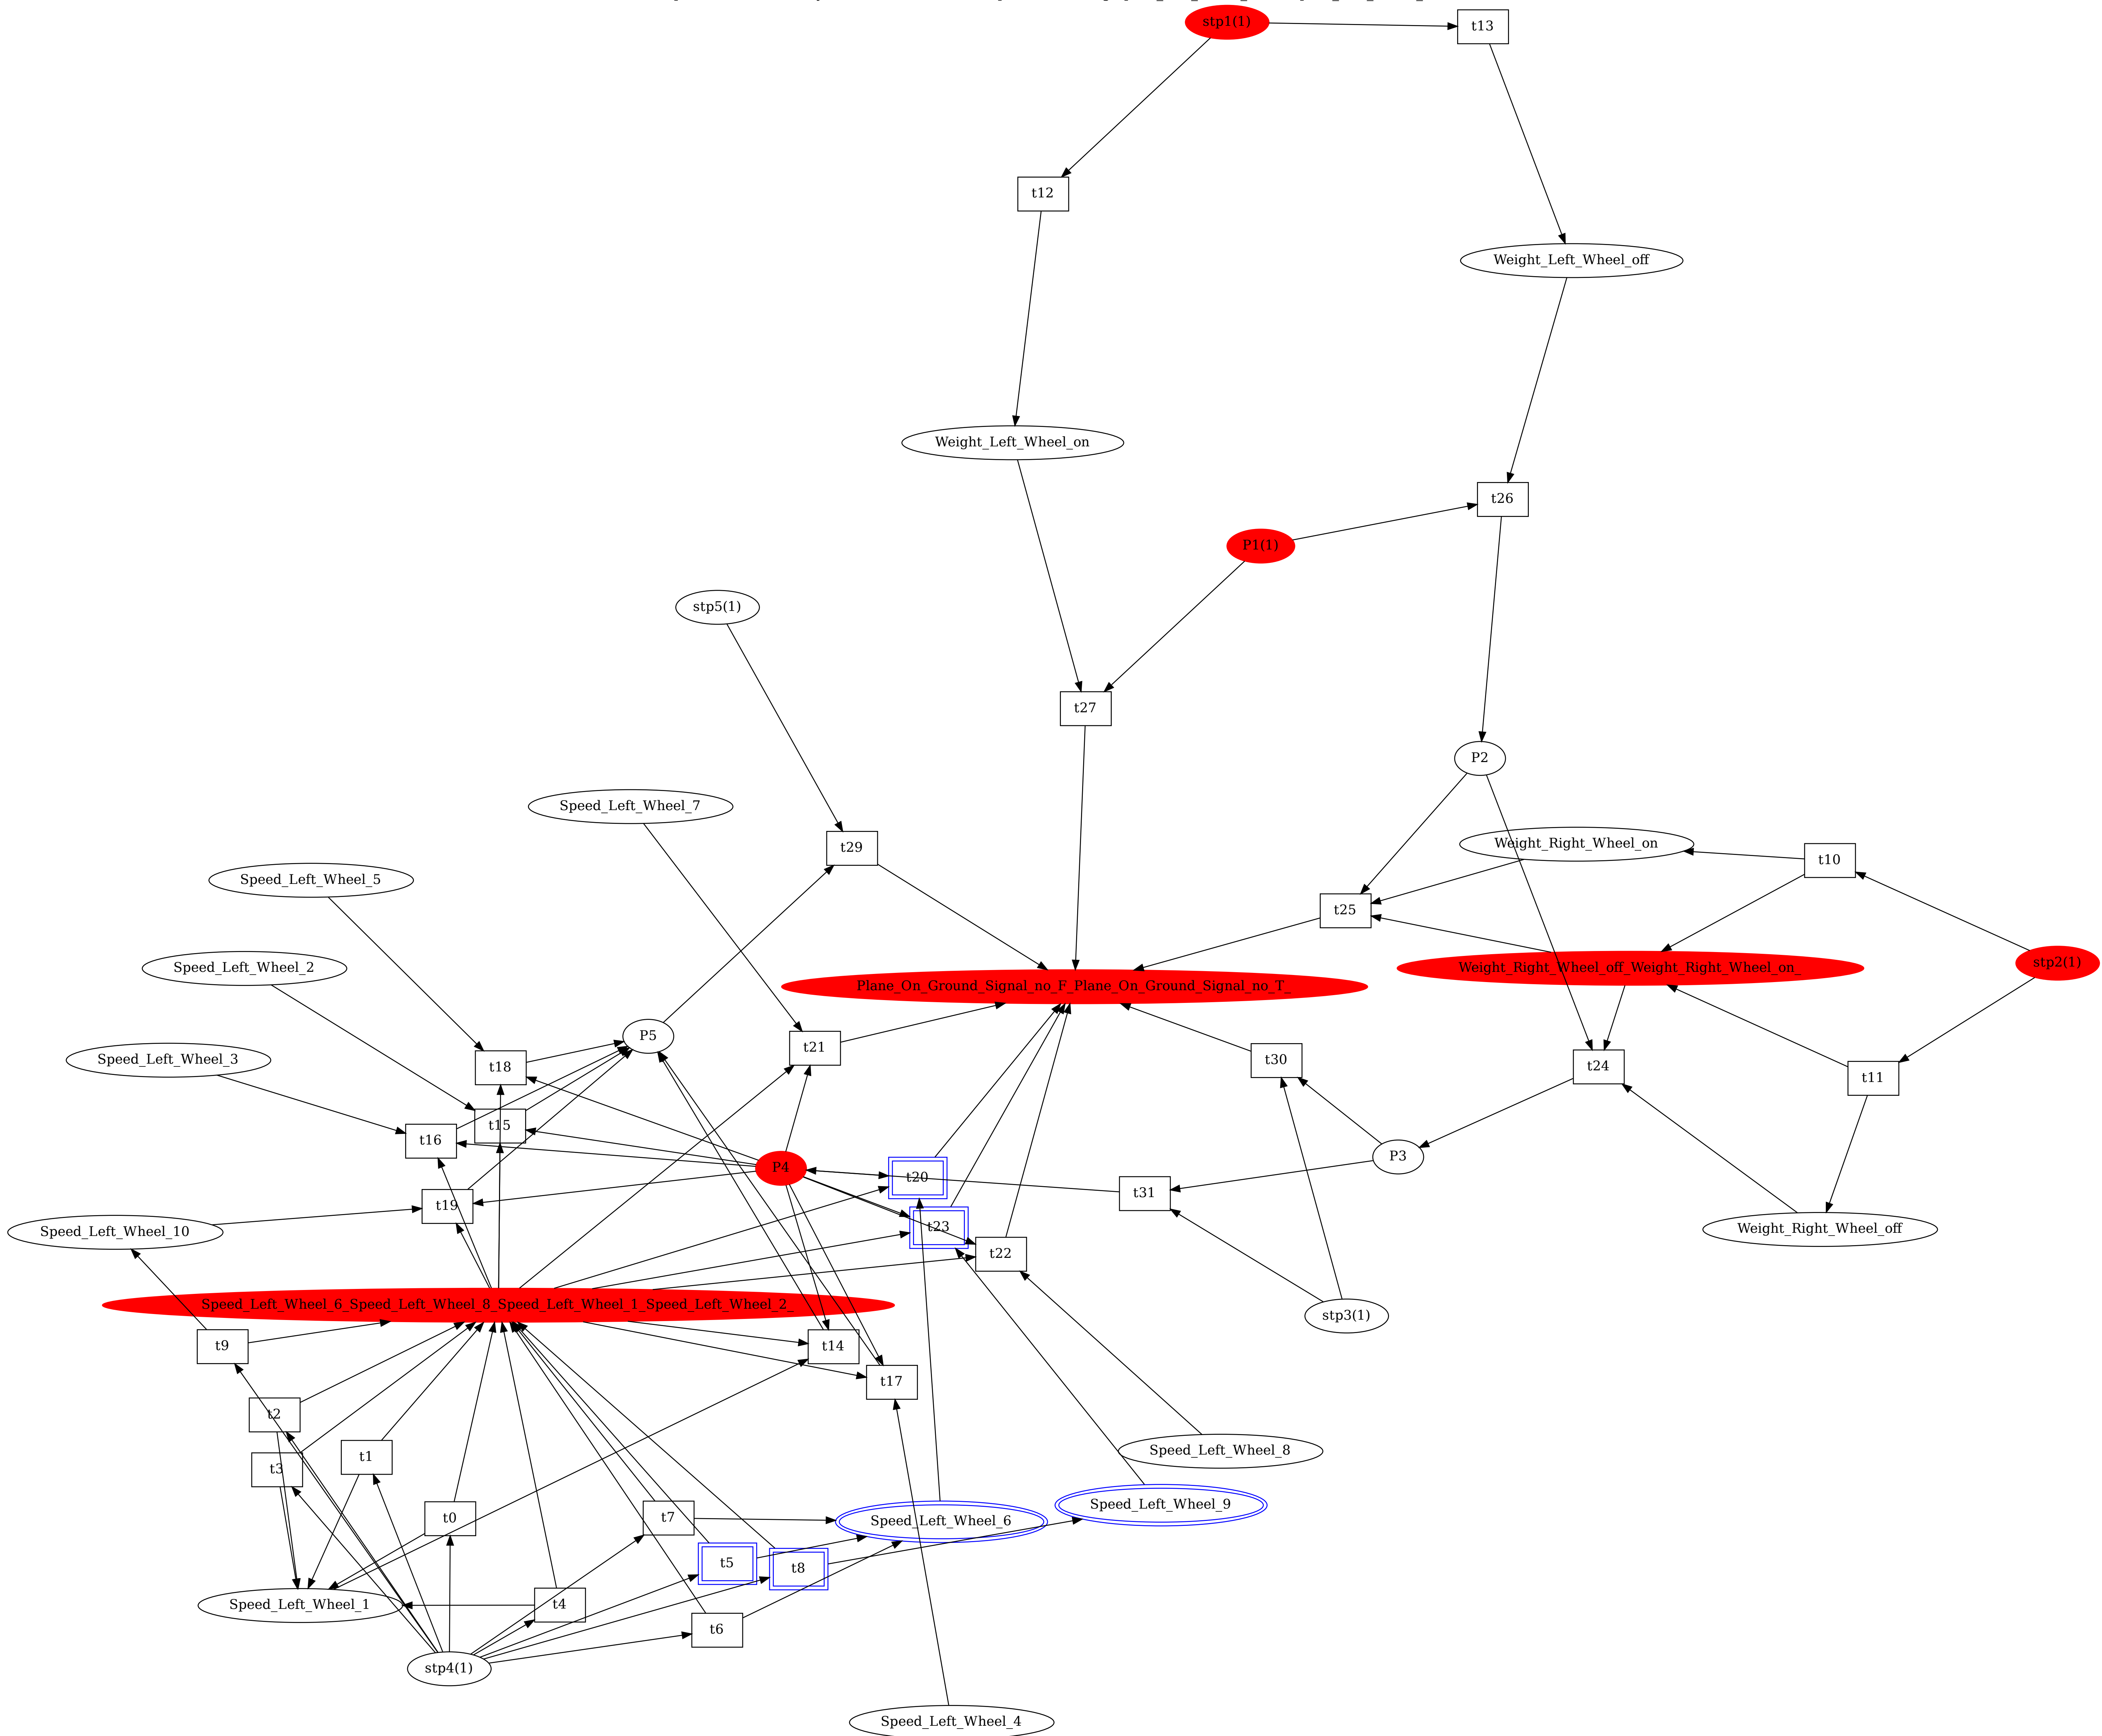 stp1(1)
t13
t12
Weight_Left_Wheel_off
Weight_Left_Wheel_on
t26
P1(1)
stp5(1)
t27
P2
Speed_Left_Wheel_7
t29
Weight_Right_Wheel_on
t10
Speed_Left_Wheel_5
t25
Speed_Left_Wheel_2
Weight_Right_Wheel_off_Weight_Right_Wheel_on_
stp2(1)
Plane_On_Ground_Signal_no_F_Plane_On_Ground_Signal_no_T_
P5
t21
Speed_Left_Wheel_3
t18
t30
t24
t11
t15
t16
P4
t20
P3
t31
t19
t23
Speed_Left_Wheel_10
Weight_Right_Wheel_off
t22
Speed_Left_Wheel_6_Speed_Left_Wheel_8_Speed_Left_Wheel_1_Speed_Left_Wheel_2_
stp3(1)
t9
t14
t17
t2
t1
Speed_Left_Wheel_8
t3
Speed_Left_Wheel_9
t0
t7
Speed_Left_Wheel_6
t5
t8
Speed_Left_Wheel_1
t4
t6
stp4(1)
Speed_Left_Wheel_4